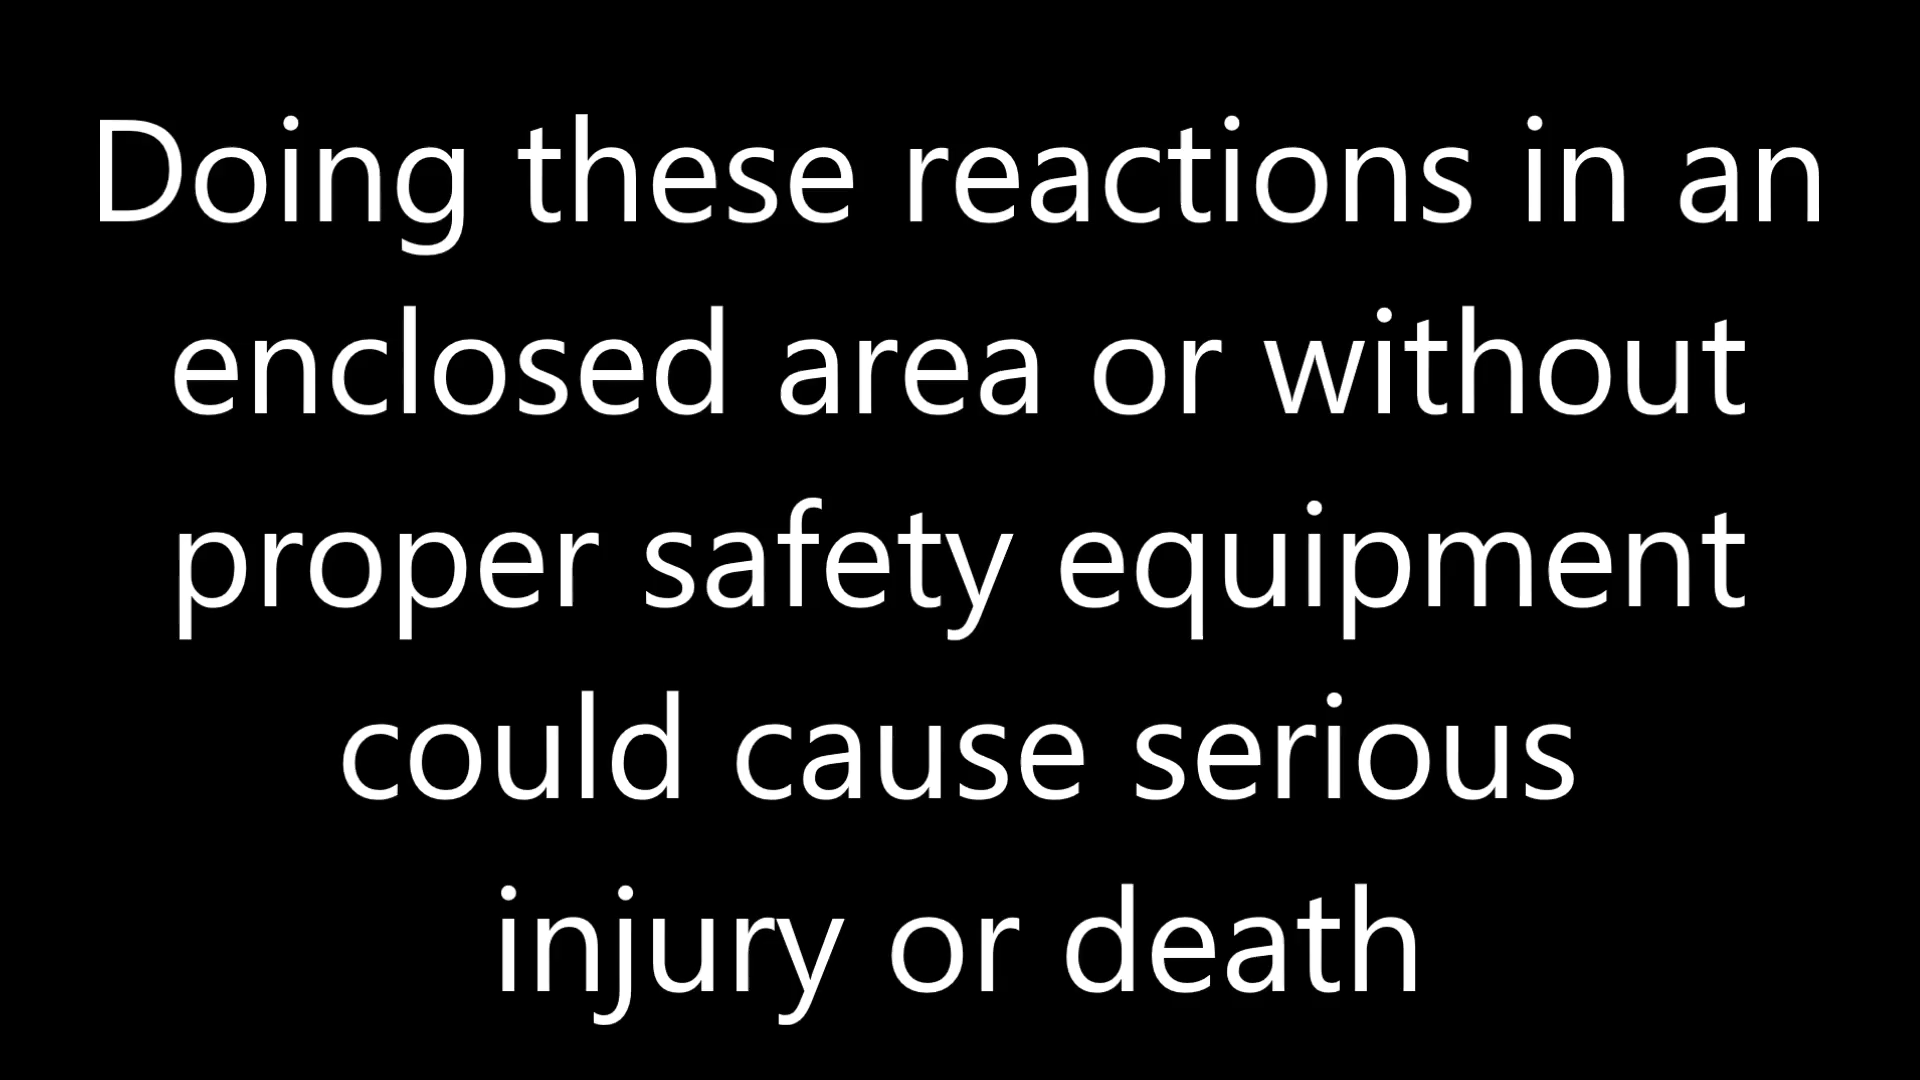 Doing these reactions in an
enclosed area or without
proper safety equipment
could cause serious
injury or death